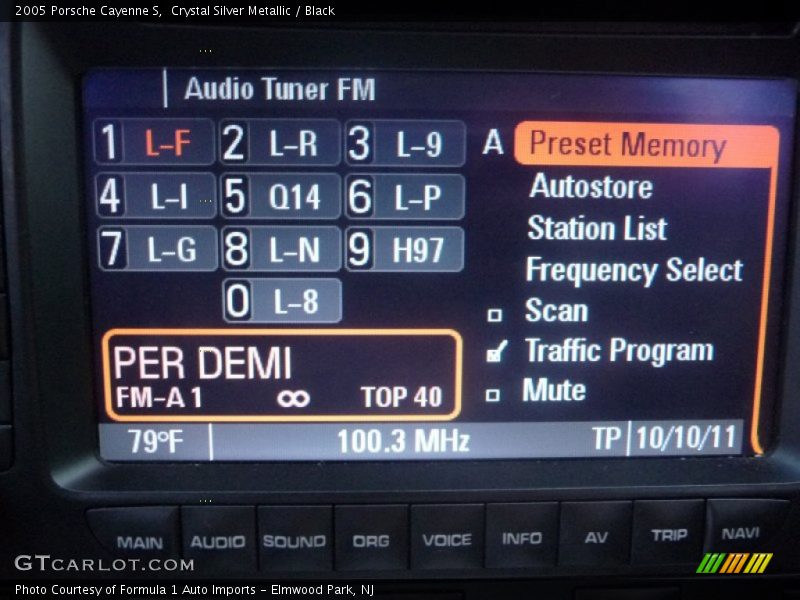 2005 Porsche Cayenne S, Crystal Silver Metallic / Black
Audio Tuner FM
1 L-F 2 L-R 3 L-9 A Preset Memory
4 L-I 5 Q14 6 L-P Autostore
7 L-G 8 L-N 9 H97 Station List
0 L-8 Frequency Select
Scan
Traffic Program
Mute
PER DEMI
FM-A 1 ∞ TOP 40
79°F 100.3 MHz TP 10/10/11
MAIN AUDIO SOUND ORG VOICE INFO AV TRIP NAVI
GTCARLOT.COM
Photo Courtesy of Formula 1 Auto Imports - Elmwood Park, NJ